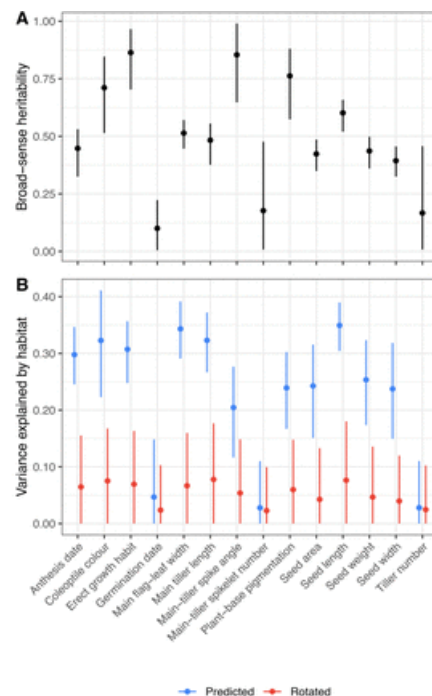 A
Broad-sense heritability
1.00
0.75
0.50
0.25
0.00
B
Variance explained by habitat
0.40
0.30
0.20
0.10
0.00
Anthesis date
Coleoptile colour
Erect growth habit
Germination date
Main flag-leaf width
Main tiller length
Main-tiller spike angle
Main-tiller spikelet number
Plant-base pigmentation
Seed area
Seed length
Seed weight
Seed width
Tiller number
Predicted Rotated